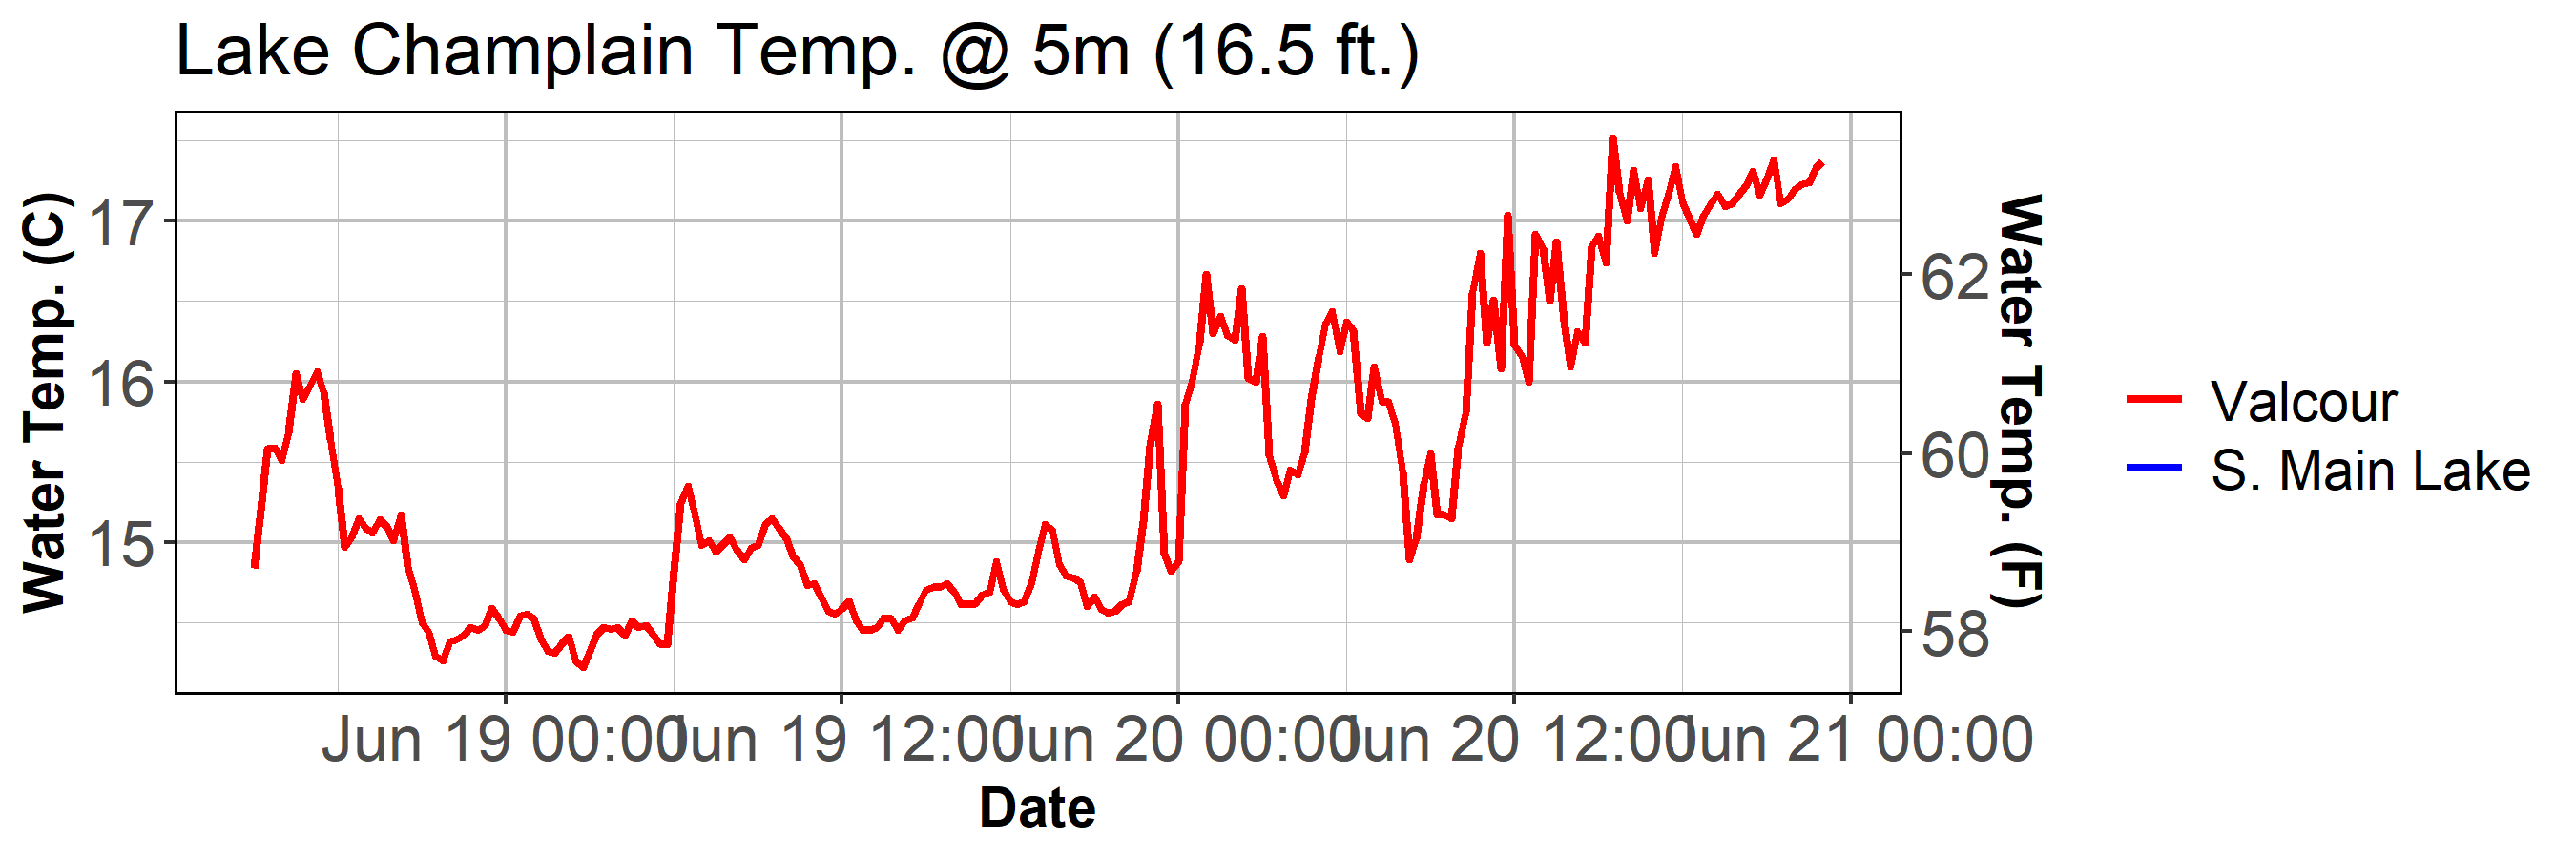 Lake Champlain Temp. @ 5m (16.5 ft.)
Water Temp. (C)
17
16
15
62
60
58
Water Temp. (F)
Valcour
S. Main Lake
Jun 19 00:00 Jun 19 12:00 Jun 20 00:00 Jun 20 12:00 Jun 21 00:00
Date